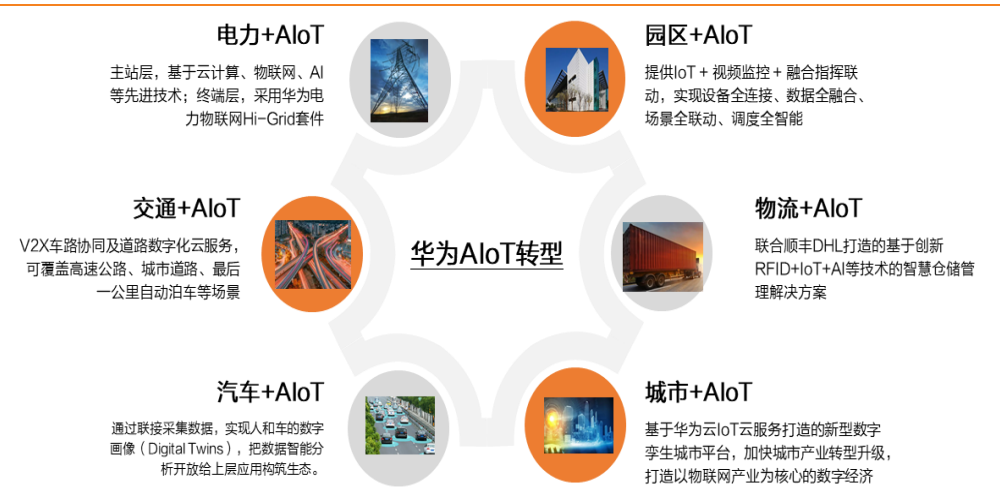 电力+AIoT
主站层，基于云计算、物联网、AI
等先进技术；终端层，采用华为电
力物联网Hi-Grid套件
园区+AIoT
提供IoT + 视频监控 + 融合指挥联
动，实现设备全连接、数据全融合、
场景全联动、调度全智能
交通+AIoT
V2X车路协同及道路数字化云服务，
可覆盖高速公路、城市道路、最后
一公里自动泊车等场景
华为AIoT转型
物流+AIoT
联合顺丰DHL打造的基于创新
RFID+IoT+AI等技术的智慧仓储管
理解决方案
汽车+AIoT
通过联接采集数据，实现人和车的数字
画像（Digital Twins），把数据智能分
析开放给上层应用构筑生态。
城市+AIoT
基于华为云IoT云服务打造的新型数字
孪生城市平台，加快城市产业转型升级，
打造以物联网产业为核心的数字经济